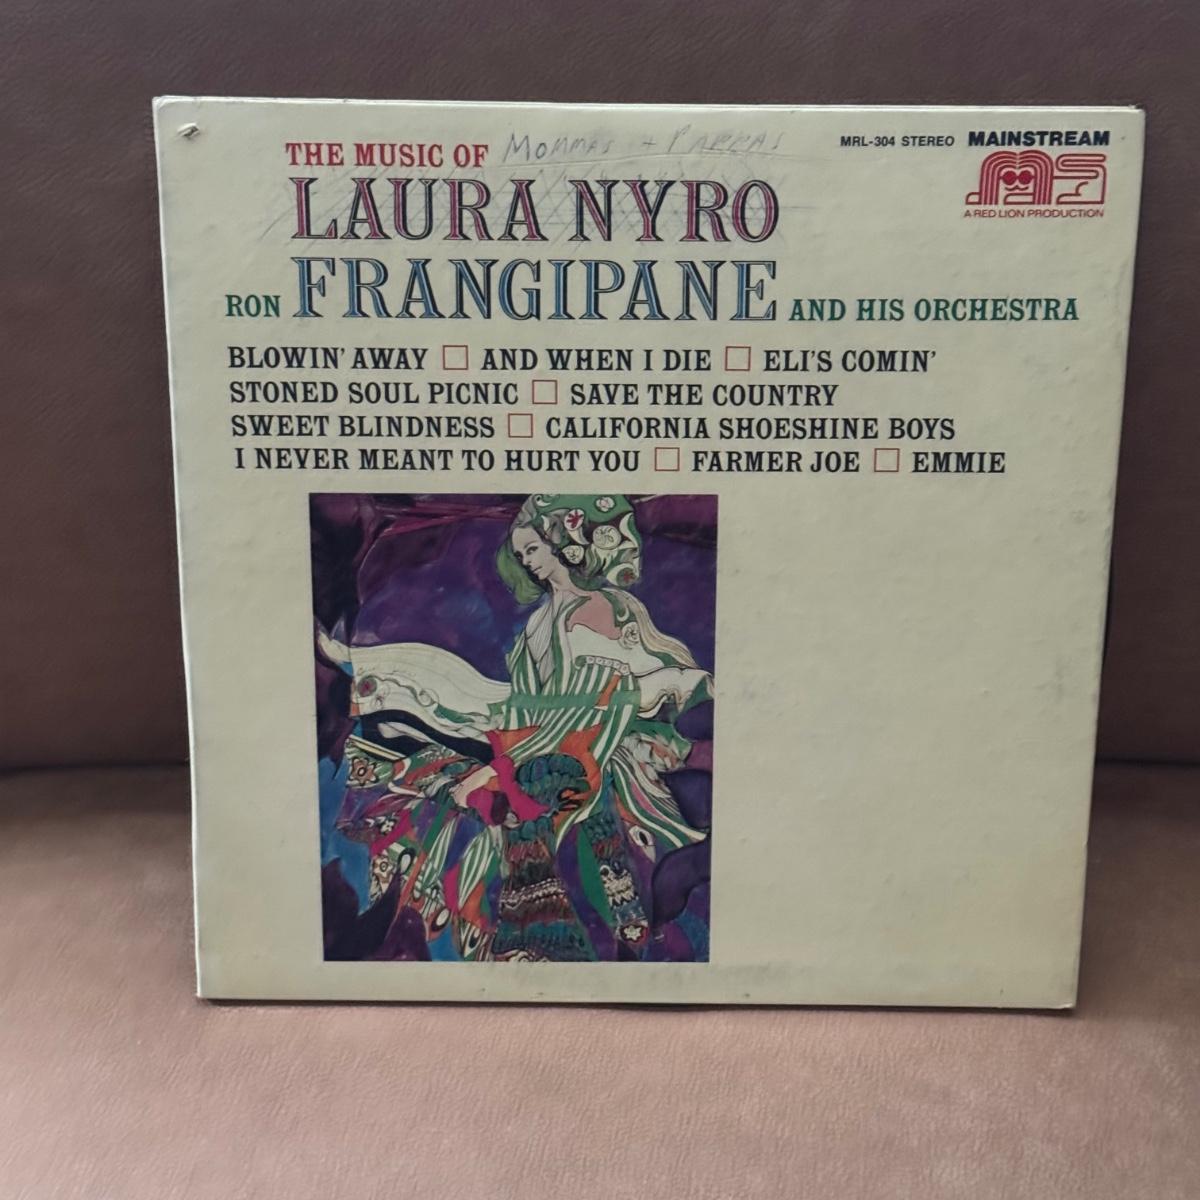 THE MUSIC OF MOMMAS + PAPPAS
MRL-304 STEREO MAINSTREAM
A RED LION PRODUCTION
LAURA NYRO
RON FRANGIPANE AND HIS ORCHESTRA
BLOWIN' AWAY □ AND WHEN I DIE □ ELI'S COMIN'
STONED SOUL PICNIC □ SAVE THE COUNTRY
SWEET BLINDNESS □ CALIFORNIA SHOESHINE BOYS
I NEVER MEANT TO HURT YOU □ FARMER JOE □ EMMIE